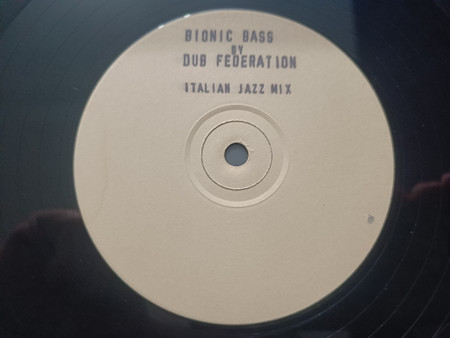 BIONIC BASS
BY
DUB FEDERATION
ITALIAN JAZZ MIX